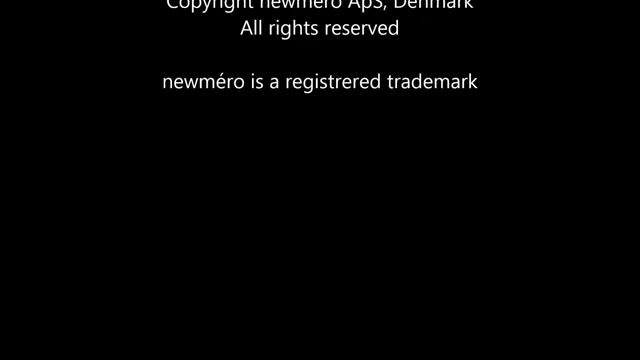 Copyright newméro ApS, Denmark
All rights reserved
newméro is a registrered trademark